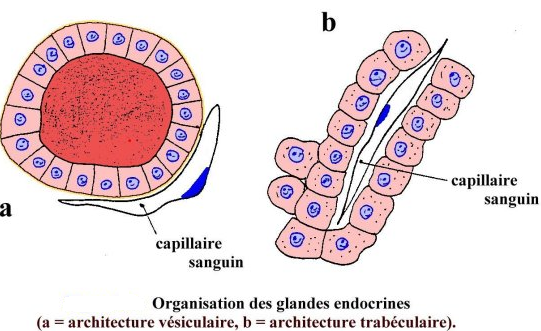 b
capillaire
sanguin
a
capillaire
sanguin
Organisation des glandes endocrines
(a = architecture vésiculaire, b = architecture trabéculaire).